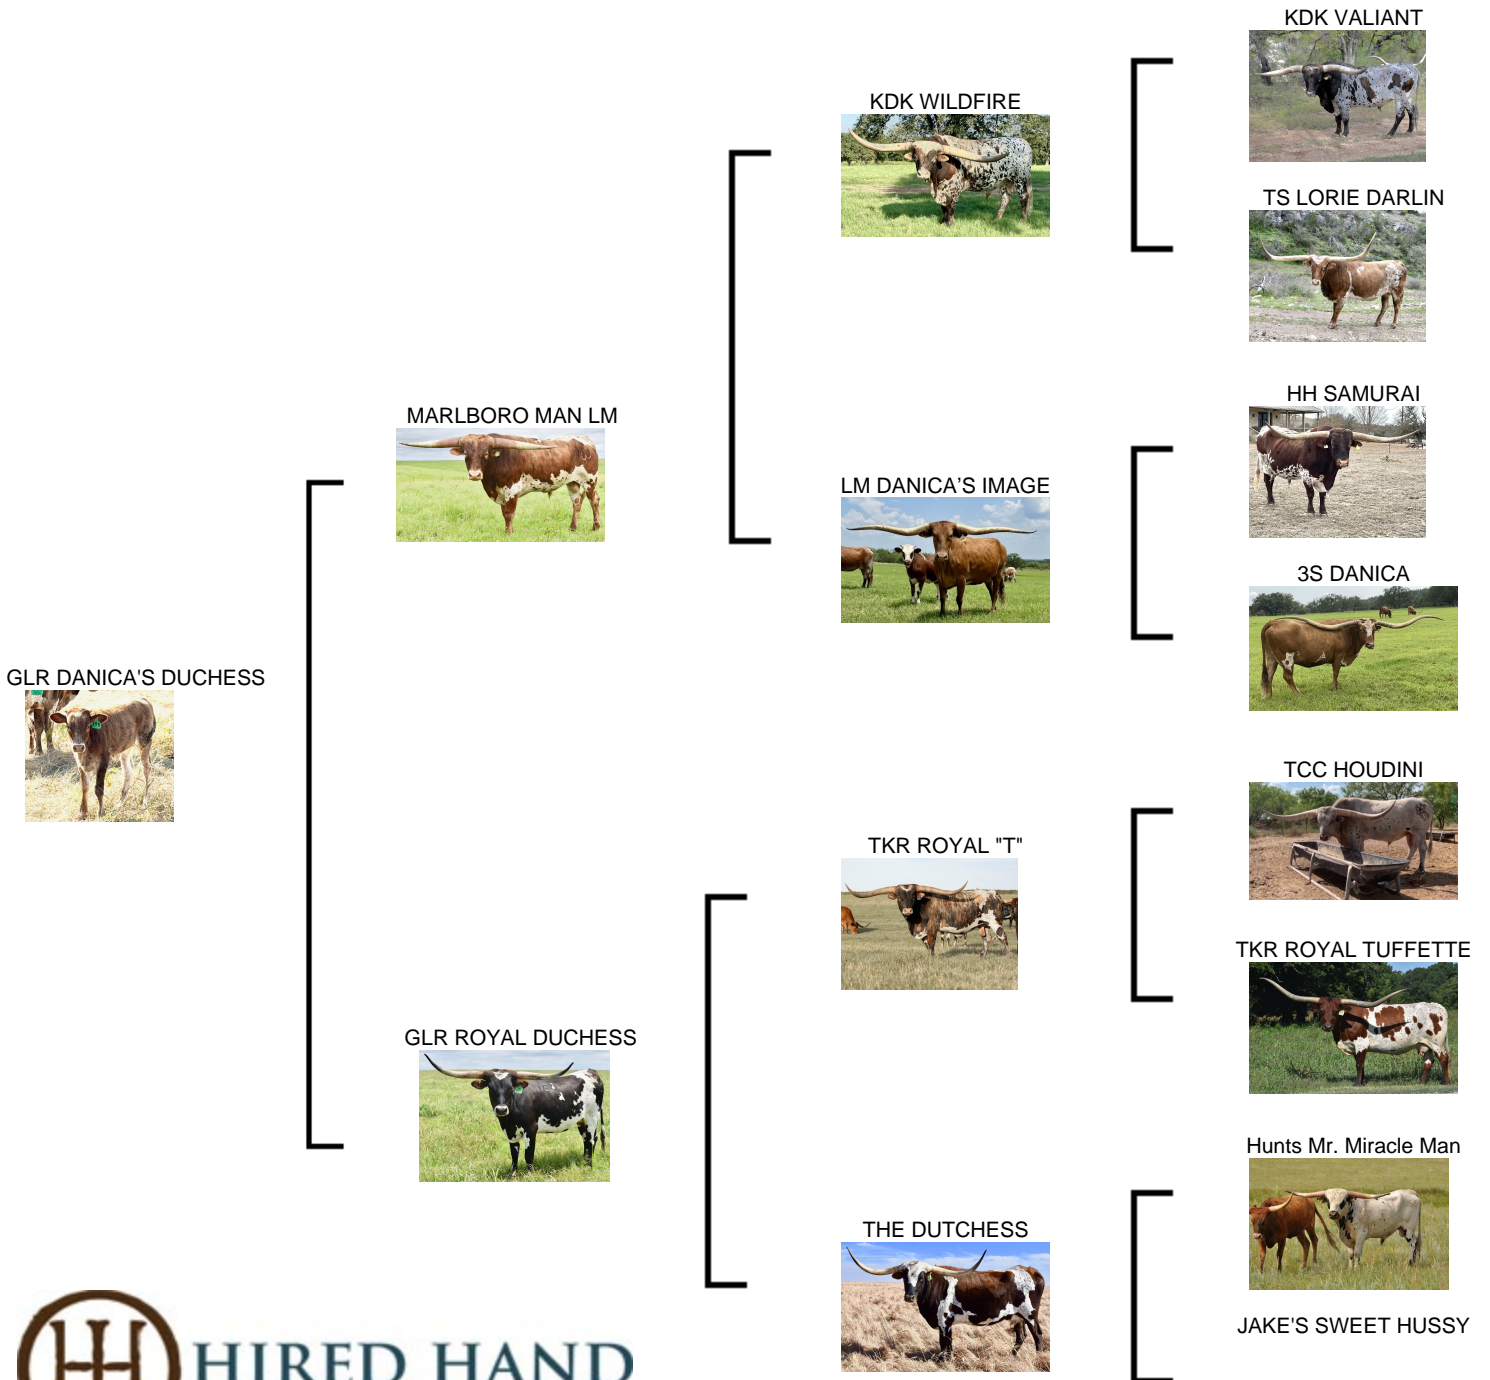 KDK VALIANT
KDK WILDFIRE
TS LORIE DARLIN
HH SAMURAI
MARLBORO MAN LM
LM DANICA'S IMAGE
3S DANICA
GLR DANICA'S DUCHESS
TCC HOUDINI
TKR ROYAL "T"
TKR ROYAL TUFFETTE
GLR ROYAL DUCHESS
Hunts Mr. Miracle Man
THE DUTCHESS
JAKE'S SWEET HUSSY
HIRED HAND